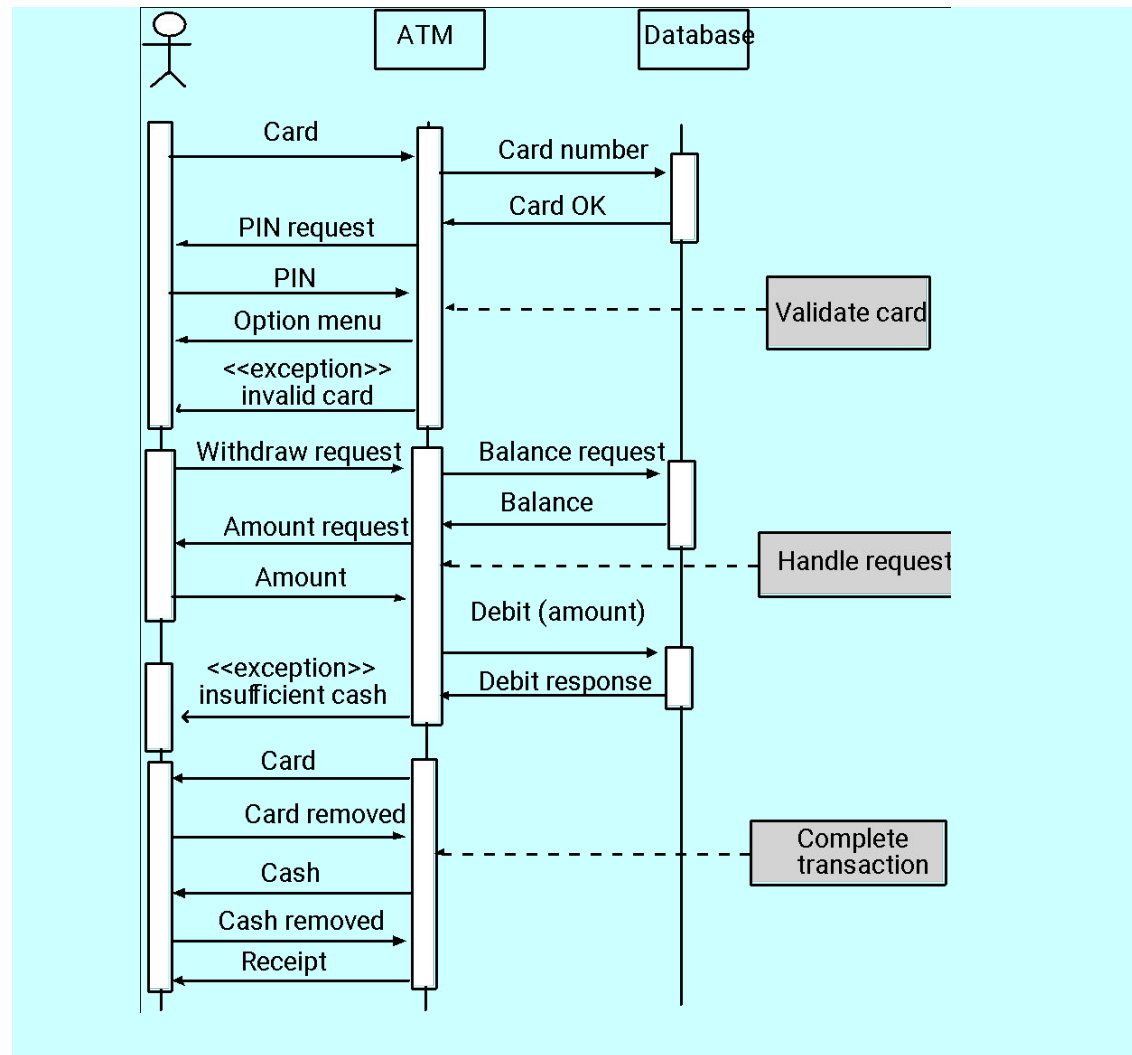 ATM
Database
Card
Card number
Card OK
PIN request
PIN
Validate card
Option menu
<<exception>>
invalid card
Withdraw request
Balance request
Balance
Amount request
Handle request
Amount
Debit (amount)
<<exception>>
insufficient cash
Debit response
Card
Card removed
Complete
transaction
Cash
Cash removed
Receipt